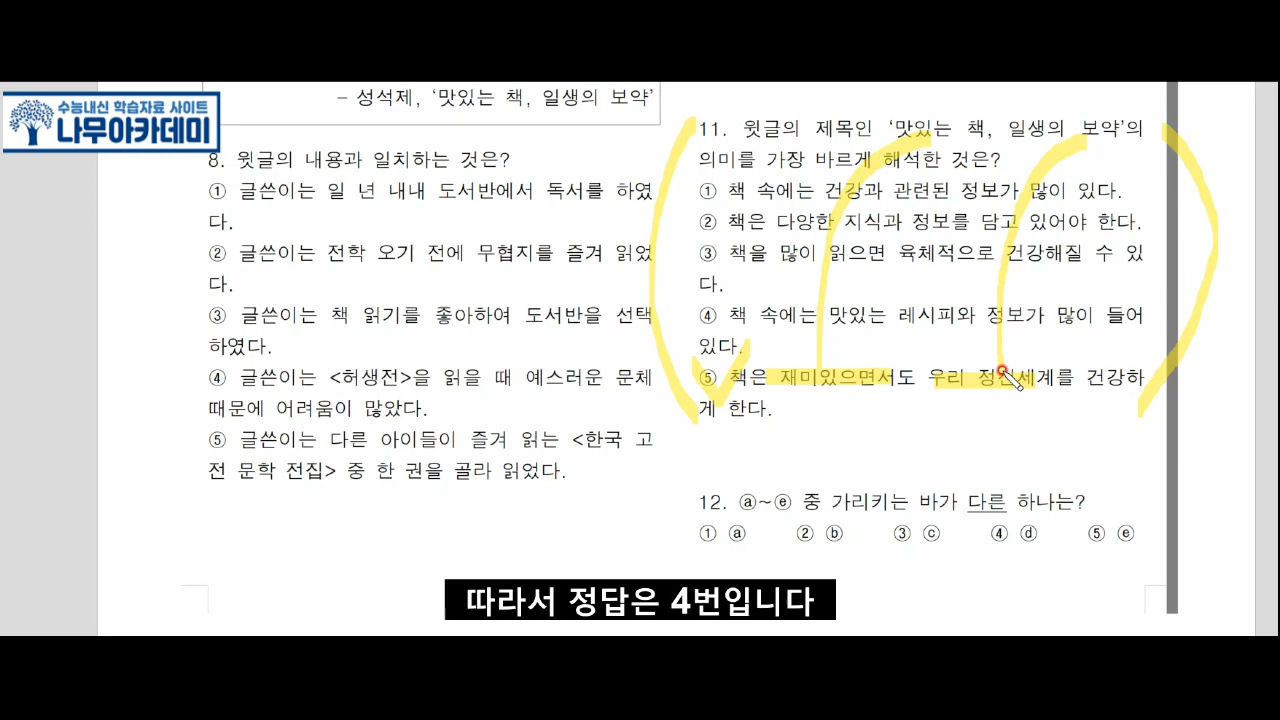 수능내신 학습자료 사이트
나무아카데미
– 성석제, ‘맛있는 책, 일생의 보약’
8. 윗글의 내용과 일치하는 것은?
① 글쓴이는 일 년 내내 도서반에서 독서를 하였
다.
② 글쓴이는 전학 오기 전에 무협지를 즐겨 읽었
다.
③ 글쓴이는 책 읽기를 좋아하여 도서반을 선택
하였다.
④ 글쓴이는 <허생전>을 읽을 때 예스러운 문체
때문에 어려움이 많았다.
⑤ 글쓴이는 다른 아이들이 즐겨 읽는 <한국 고
전 문학 전집> 중 한 권을 골라 읽었다.
11. 윗글의 제목인 ‘맛있는 책, 일생의 보약’의
의미를 가장 바르게 해석한 것은?
① 책 속에는 건강과 관련된 정보가 많이 있다.
② 책은 다양한 지식과 정보를 담고 있어야 한다.
③ 책을 많이 읽으면 육체적으로 건강해질 수 있
다.
④ 책 속에는 맛있는 레시피와 정보가 많이 들어
있다.
⑤ 책은 재미있으면서도 우리 정신세계를 건강하
게 한다.
12. ⓐ~ⓔ 중 가리키는 바가 다른 하나는?
① ⓐ ② ⓑ ③ ⓒ ④ ⓓ ⑤ ⓔ
따라서 정답은 4번입니다